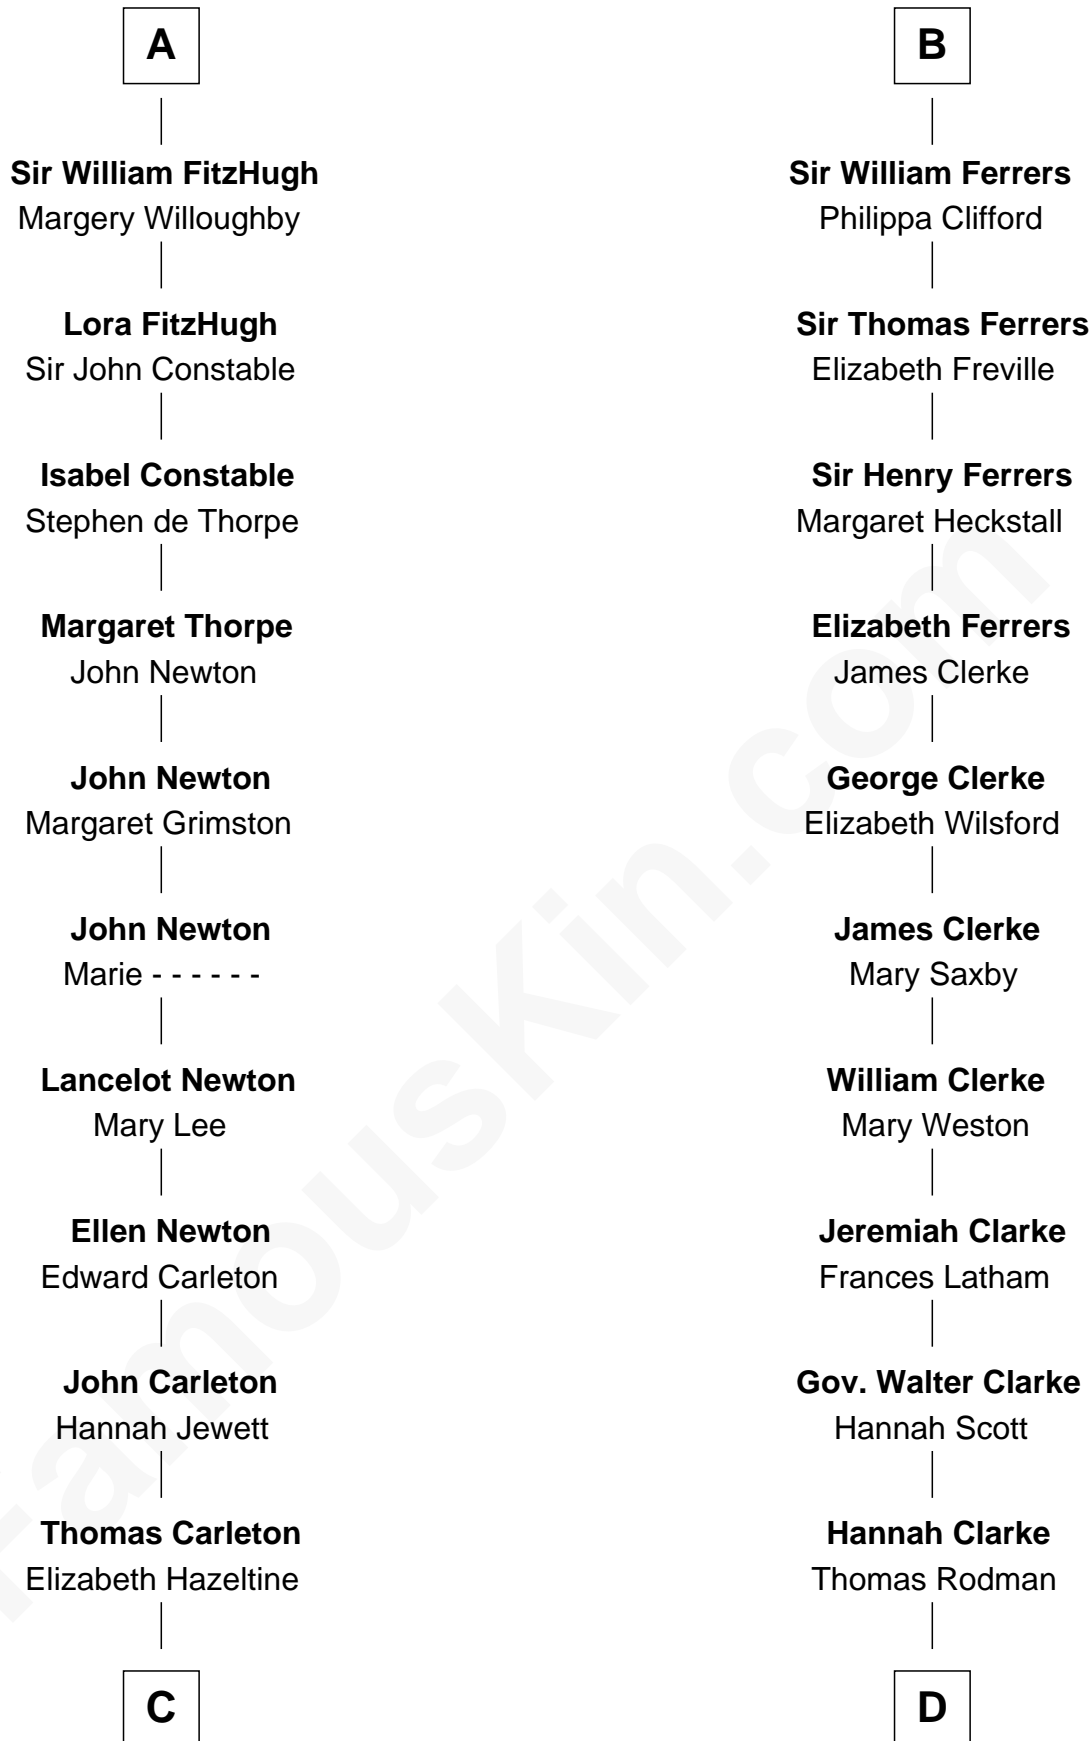 A
Sir William FitzHugh
Margery Willoughby
Lora FitzHugh
Sir John Constable
Isabel Constable
Stephen de Thorpe
Margaret Thorpe
John Newton
John Newton
Margaret Grimston
John Newton
Marie - - - - - -
Lancelot Newton
Mary Lee
Ellen Newton
Edward Carleton
John Carleton
Hannah Jewett
Thomas Carleton
Elizabeth Hazeltine
C
B
Sir William Ferrers
Philippa Clifford
Sir Thomas Ferrers
Elizabeth Freville
Sir Henry Ferrers
Margaret Heckstall
Elizabeth Ferrers
James Clerke
George Clerke
Elizabeth Wilsford
James Clerke
Mary Saxby
William Clerke
Mary Weston
Jeremiah Clarke
Frances Latham
Gov. Walter Clarke
Hannah Scott
Hannah Clarke
Thomas Rodman
D
FamousKin.com